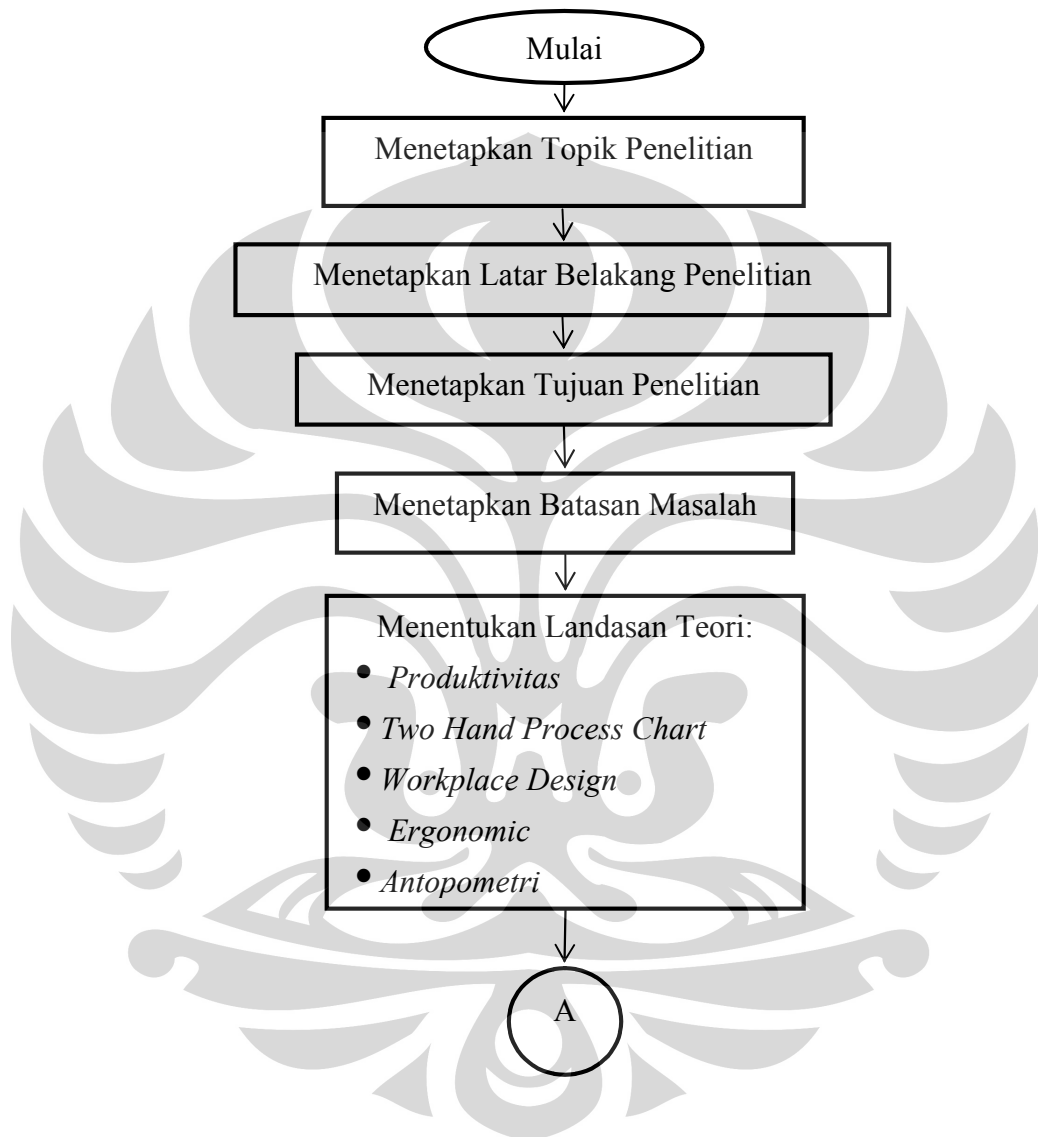 Mulai
Menetapkan Topik Penelitian
Menetapkan Latar Belakang Penelitian
Menetapkan Tujuan Penelitian
Menetapkan Batasan Masalah
Menentukan Landasan Teori:
• Produktivitas
• Two Hand Process Chart
• Workplace Design
• Ergonomic
• Antopometri
A